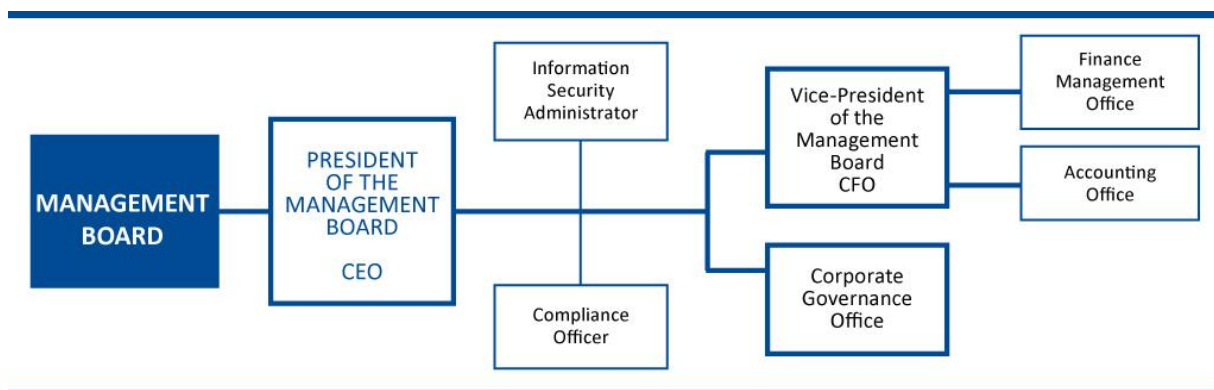 MANAGEMENT
BOARD
PRESIDENT
OF THE
MANAGEMENT
BOARD
CEO
Information
Security
Administrator
Compliance
Officer
Vice-President
of the
Management
Board
CFO
Corporate
Governance
Office
Finance
Management
Office
Accounting
Office